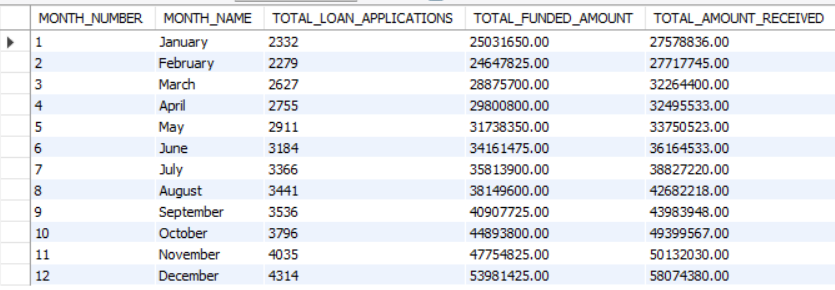 MONTH_NUMBER MONTH_NAME TOTAL_LOAN_APPLICATIONS TOTAL_FUNDED_AMOUNT TOTAL_AMOUNT_RECEIVED
1 January 2332 25031650.00 27578836.00
2 February 2279 24647825.00 27717745.00
3 March 2627 28875700.00 32264400.00
4 April 2755 29800800.00 32495533.00
5 May 2911 31738350.00 33750523.00
6 June 3184 34161475.00 36164533.00
7 July 3366 35813900.00 38827220.00
8 August 3441 38149600.00 42682218.00
9 September 3536 40907725.00 43983948.00
10 October 3796 44893800.00 49399567.00
11 November 4035 47754825.00 50132030.00
12 December 4314 53981425.00 58074380.00